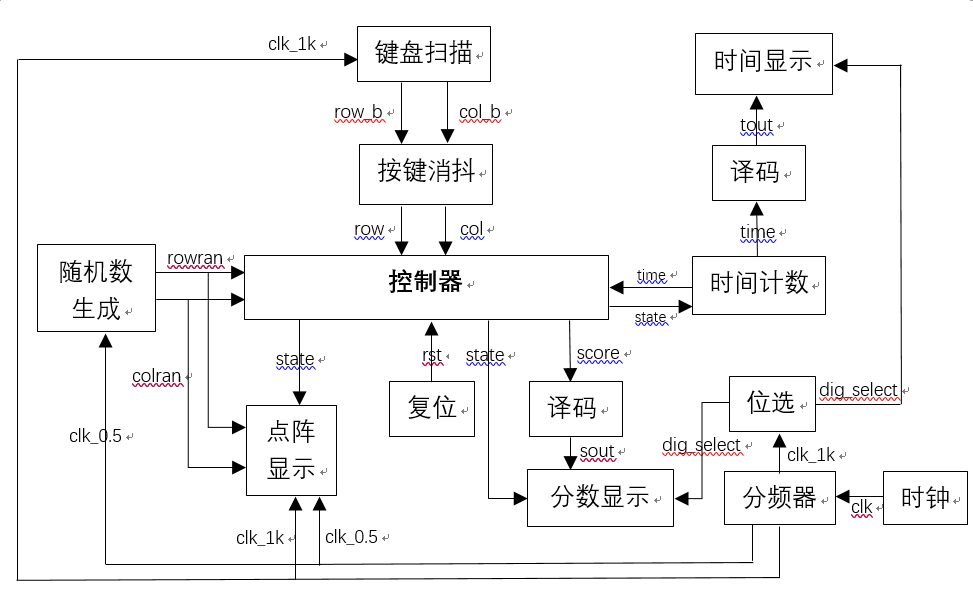 clk_1k
键盘扫描
时间显示
row_b
col_b
tout
按键消抖
译码
row
col
time
随机数
生成
rowran
控制器
time
state
时间计数
colran
state
rst
state
score
clk_0.5
点阵
显示
复位
译码
位选
dig_select
sout
dig_select
clk_1k
分数显示
分频器
clk
时钟
clk_1k
clk_0.5